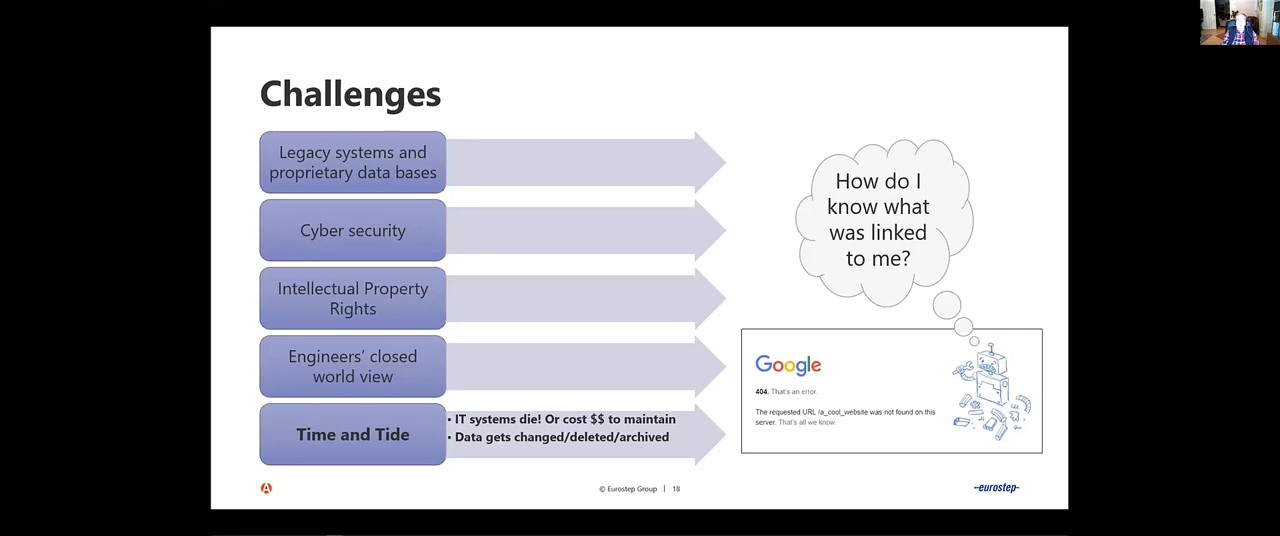 Challenges
Legacy systems and
proprietary data bases
Cyber security
Intellectual Property
Rights
Engineers' closed
world view
Time and Tide
• IT systems die! Or cost $$ to maintain
• Data gets changed/deleted/archived
How do I
know what
was linked
to me?
Google
404. That's an error.
The requested URL /a_cool_website was not found on this
server. That's all we know.
© Eurostep Group | 18
eurostep